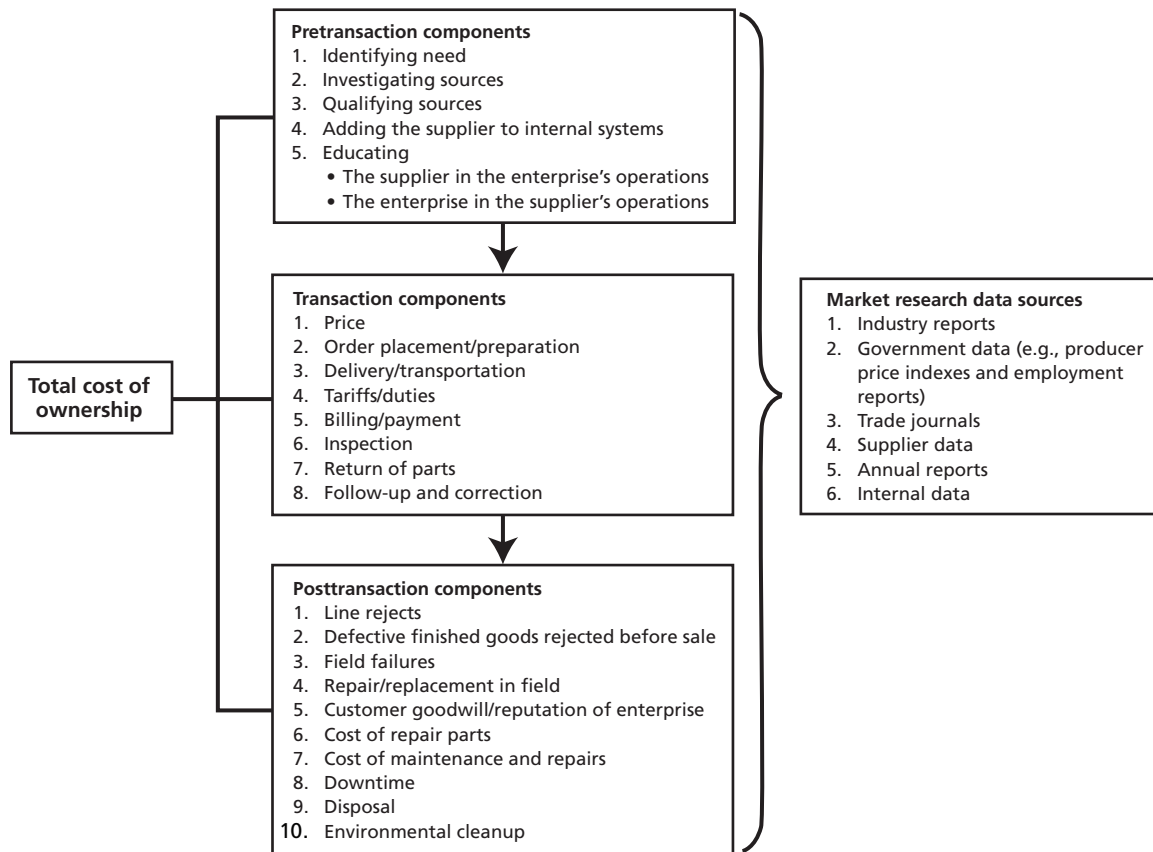 Pretransaction components
1. Identifying need
2. Investigating sources
3. Qualifying sources
4. Adding the supplier to internal systems
5. Educating
• The supplier in the enterprise's operations
• The enterprise in the supplier's operations
Transaction components
1. Price
2. Order placement/preparation
3. Delivery/transportation
4. Tariffs/duties
5. Billing/payment
6. Inspection
7. Return of parts
8. Follow-up and correction
Total cost of
ownership
Market research data sources
1. Industry reports
2. Government data (e.g., producer
price indexes and employment
reports)
3. Trade journals
4. Supplier data
5. Annual reports
6. Internal data
Posttransaction components
1. Line rejects
2. Defective finished goods rejected before sale
3. Field failures
4. Repair/replacement in field
5. Customer goodwill/reputation of enterprise
6. Cost of repair parts
7. Cost of maintenance and repairs
8. Downtime
9. Disposal
10. Environmental cleanup